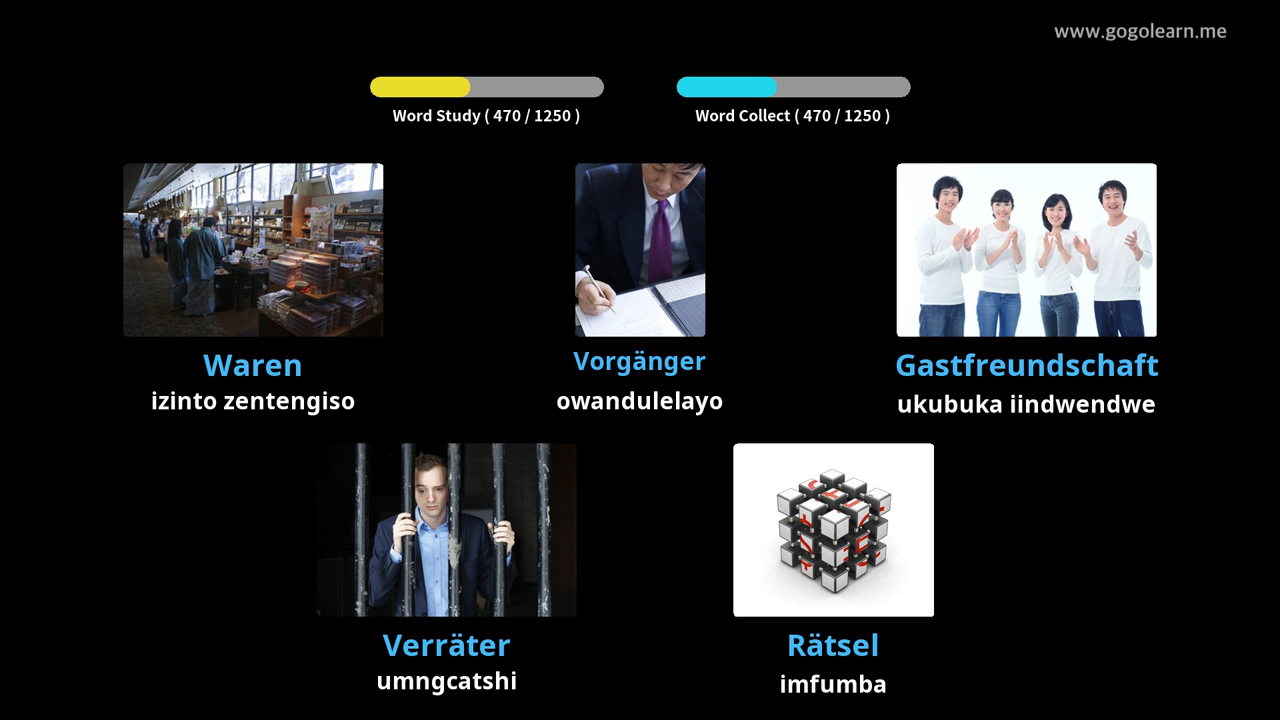 www.gogolearn.me
Word Study ( 470 / 1250 )
Word Collect ( 470 / 1250 )
Waren
izinto zentengiso
Vorgänger
owandulelayo
Gastfreundschaft
ukubuka iindwendwe
Verräter
umngcatshi
Rätsel
imfumba